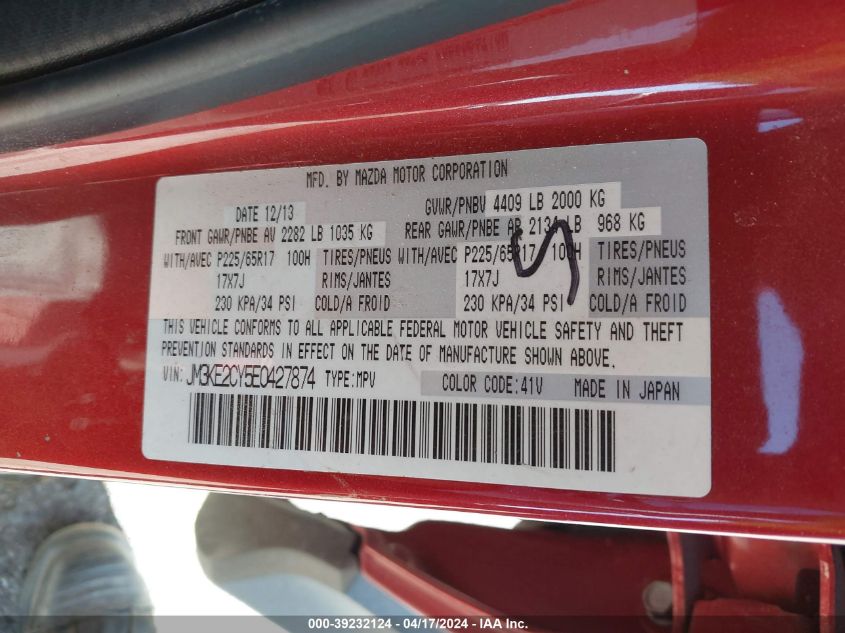 MFD. BY MAZDA MOTOR CORPORATION
DATE 12/13 GVWR/PNBV 4409 LB 2000 KG
FRONT GAWR/PNBE AV 2282 LB 1035 KG REAR GAWR/PNBE AR 2134 LB 968 KG
WITH/AVEC P225/65R17 100H TIRES/PNEUS WITH/AVEC P225/65R17 100H TIRES/PNEUS
17X7J RIMS/JANTES 17X7J RIMS/JANTES
230 KPA/34 PSI COLD/A FROID 230 KPA/34 PSI COLD/A FROID
THIS VEHICLE CONFORMS TO ALL APPLICABLE FEDERAL MOTOR VEHICLE SAFETY AND THEFT
PREVENTION STANDARDS IN EFFECT ON THE DATE OF MANUFACTURE SHOWN ABOVE.
VIN: JM3KE2CY5E0427874 TYPE:MPV COLOR CODE:41V MADE IN JAPAN
000-39232124 - 04/17/2024 - IAA Inc.